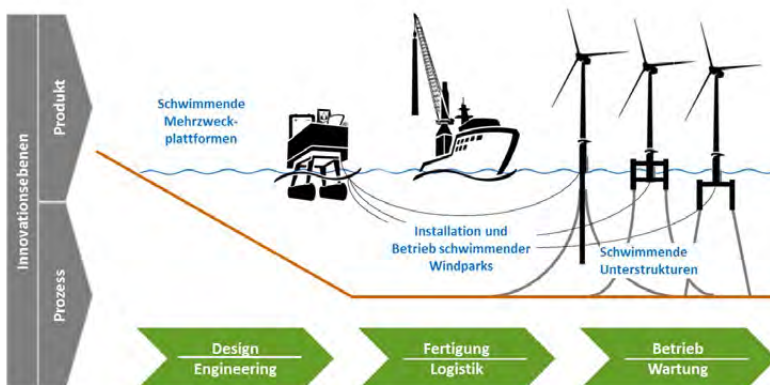 Innovationsebenen
Produkt
Prozess
Schwimmende
Mehrzweck-
plattformen
Installation und
Betrieb schwimmender
Windparks
Schwimmende
Unterstrukturen
Design
Engineering
Fertigung
Logistik
Betrieb
Wartung